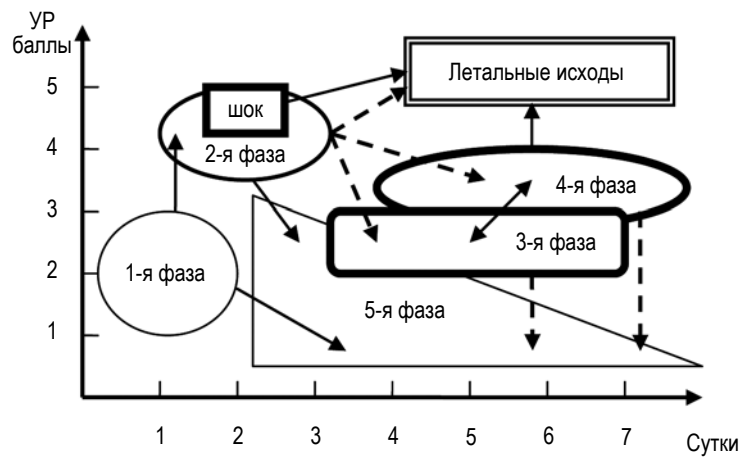 УР
баллы
5
4
3
2
1
шок
2-я фаза
Летальные исходы
4-я фаза
3-я фаза
1-я фаза
5-я фаза
1 2 3 4 5 6 7
Сутки